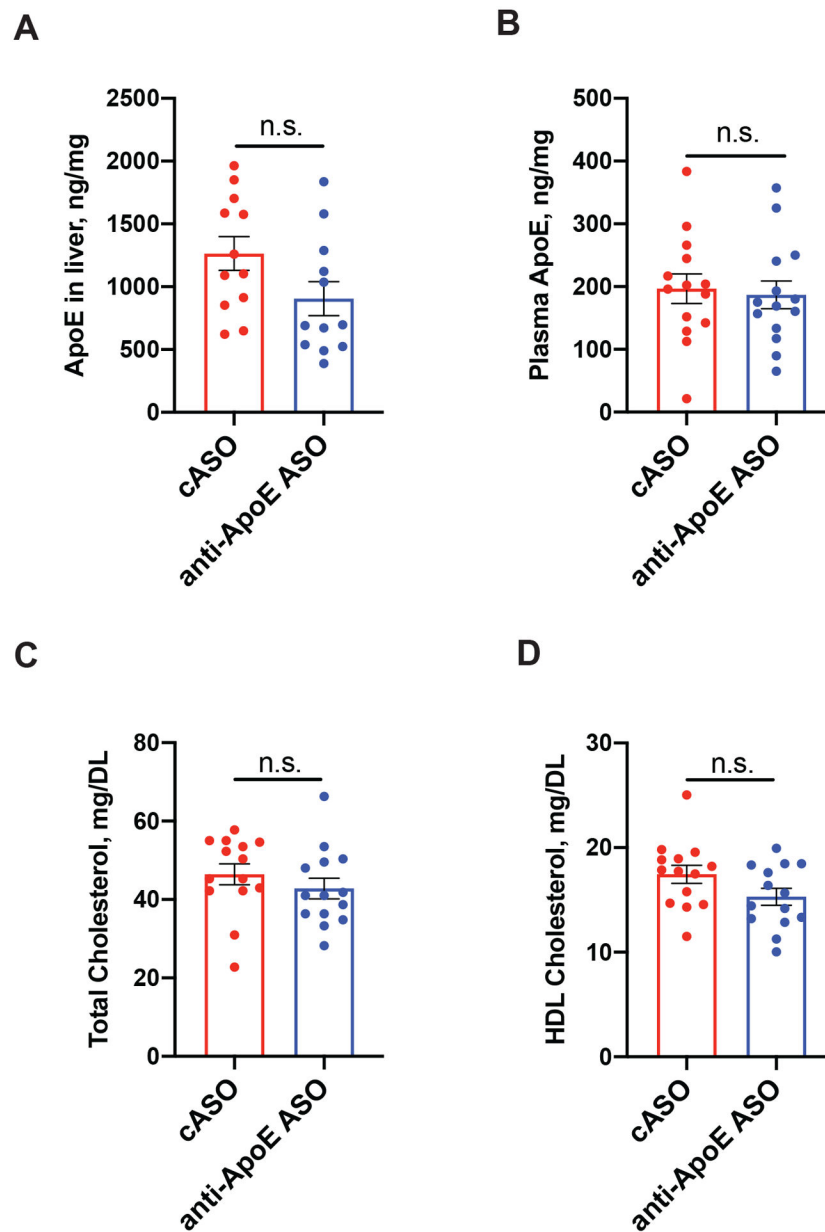 A
ApoE in liver, ng/mg
2500
2000
1500
1000
500
0
n.s.
cASO
anti-ApoE ASO
B
Plasma ApoE, ng/mg
500
400
300
200
100
0
n.s.
cASO
anti-ApoE ASO
C
Total Cholesterol, mg/DL
80
60
40
20
0
n.s.
cASO
anti-ApoE ASO
D
HDL Cholesterol, mg/DL
30
20
10
0
n.s.
cASO
anti-ApoE ASO